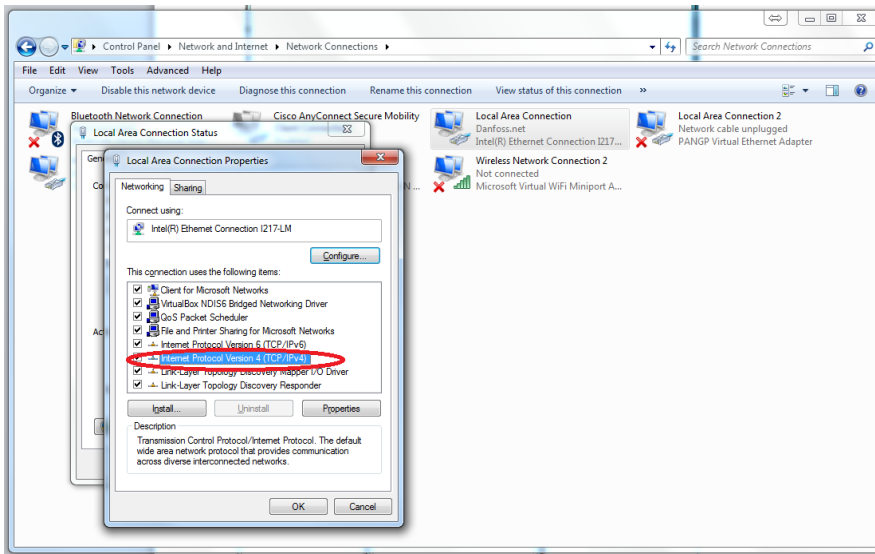 Control Panel ▸ Network and Internet ▸ Network Connections ▸
Search Network Connections
File Edit View Tools Advanced Help
Organize ▾ Disable this network device Diagnose this connection Rename this connection View status of this connection »
Bluetooth Network Connection
Cisco AnyConnect Secure Mobility
Local Area Connection
Danfoss.net
Intel(R) Ethernet Connection I217...
Local Area Connection 2
Network cable unplugged
PANGP Virtual Ethernet Adapter
Wireless Network Connection 2
Not connected
Microsoft Virtual WiFi Miniport A...
Local Area Connection Status
Local Area Connection Properties
Networking Sharing
Connect using:
Intel(R) Ethernet Connection I217-LM
Configure...
This connection uses the following items:
Client for Microsoft Networks
VirtualBox NDIS6 Bridged Networking Driver
QoS Packet Scheduler
File and Printer Sharing for Microsoft Networks
Internet Protocol Version 6 (TCP/IPv6)
Internet Protocol Version 4 (TCP/IPv4)
Link-Layer Topology Discovery Mapper I/O Driver
Link-Layer Topology Discovery Responder
Install... Uninstall Properties
Description
Transmission Control Protocol/Internet Protocol. The default
wide area network protocol that provides communication
across diverse interconnected networks.
OK Cancel